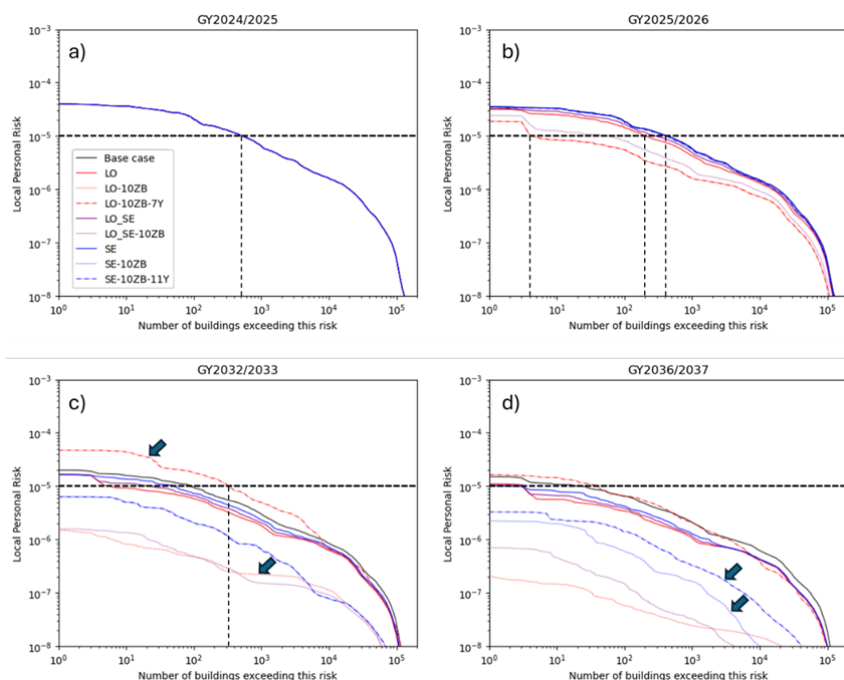 GY2024/2025
GY2025/2026
a)
b)
10⁻³
10⁻⁴
10⁻⁵
10⁻⁶
10⁻⁷
10⁻⁸
Local Personal Risk
Base case
LO
LO-10ZB
LO-10ZB-7Y
LO_SE
LO_SE-10ZB
SE
SE-10ZB
SE-10ZB-11Y
10⁰
10¹
10²
10³
10⁴
10⁵
Number of buildings exceeding this risk
10⁻³
10⁻⁴
10⁻⁵
10⁻⁶
10⁻⁷
10⁻⁸
Local Personal Risk
10⁰
10¹
10²
10³
10⁴
10⁵
Number of buildings exceeding this risk
GY2032/2033
GY2036/2037
c)
d)
10⁻³
10⁻⁴
10⁻⁵
10⁻⁶
10⁻⁷
10⁻⁸
Local Personal Risk
10⁰
10¹
10²
10³
10⁴
10⁵
Number of buildings exceeding this risk
10⁻³
10⁻⁴
10⁻⁵
10⁻⁶
10⁻⁷
10⁻⁸
Local Personal Risk
10⁰
10¹
10²
10³
10⁴
10⁵
Number of buildings exceeding this risk